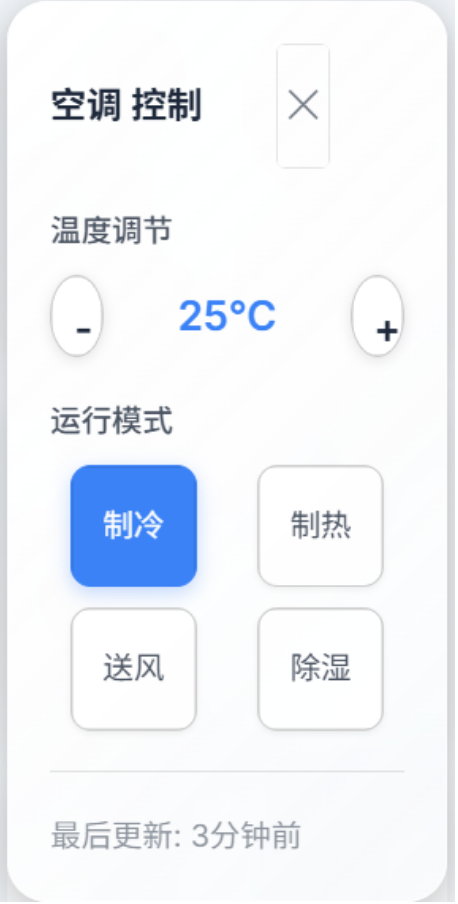 空调 控制
温度调节
- 25°C +
运行模式
制冷 制热
送风 除湿
最后更新: 3分钟前